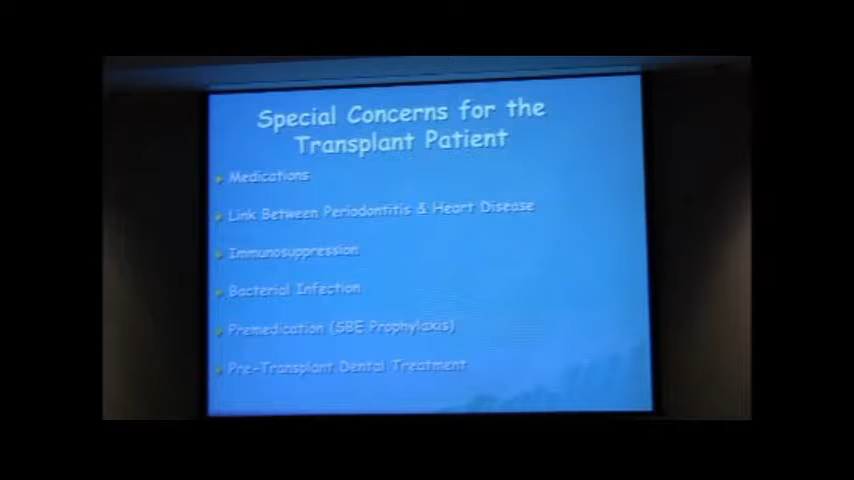 Special Concerns for the
Transplant Patient
Medications
Link Between Periodontitis & Heart Disease
Immunosuppression
Bacterial Infection
Premedication (SBE Prophylaxis)
Pre-Transplant Dental Treatment